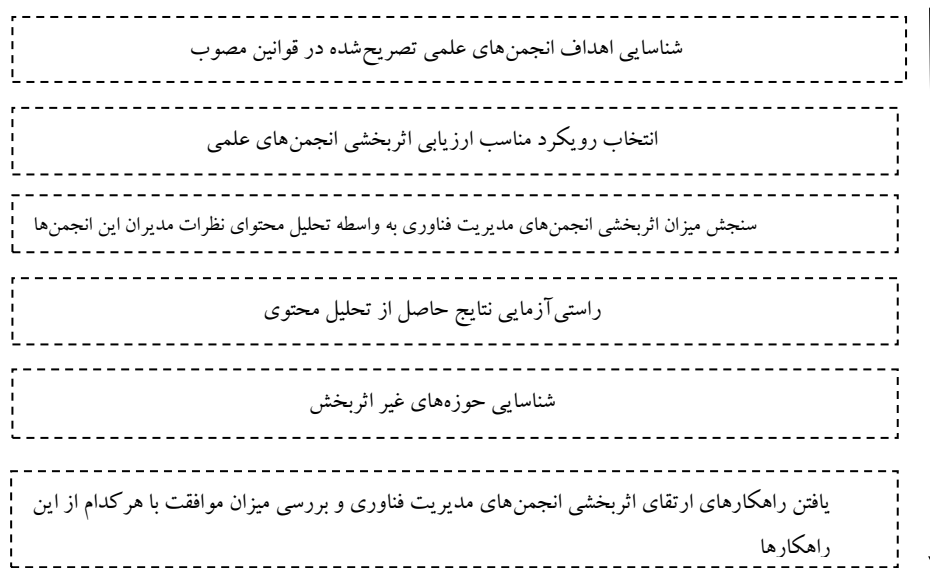 شناسایی اهداف انجمن‌های علمی تصریح‌شده در قوانین مصوب
انتخاب رویکرد مناسب ارزیابی اثربخشی انجمن‌های علمی
سنجش میزان اثربخشی انجمن‌های مدیریت فناوری به واسطه تحلیل محتوای نظرات مدیران این انجمن‌ها
راستی‌آزمایی نتایج حاصل از تحلیل محتوی
شناسایی حوزه‌های غیر اثربخش
یافتن راهکارهای ارتقای اثربخشی انجمن‌های مدیریت فناوری و بررسی میزان موافقت با هرکدام از این
راهکارها